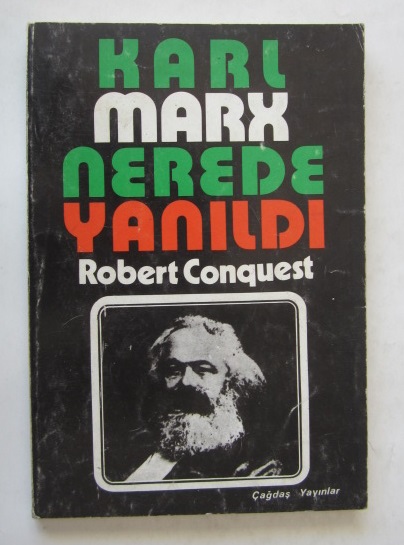 KARL
MARX
NEREDE
YANILDI
Robert Conquest
Çağdaş Yayınlar